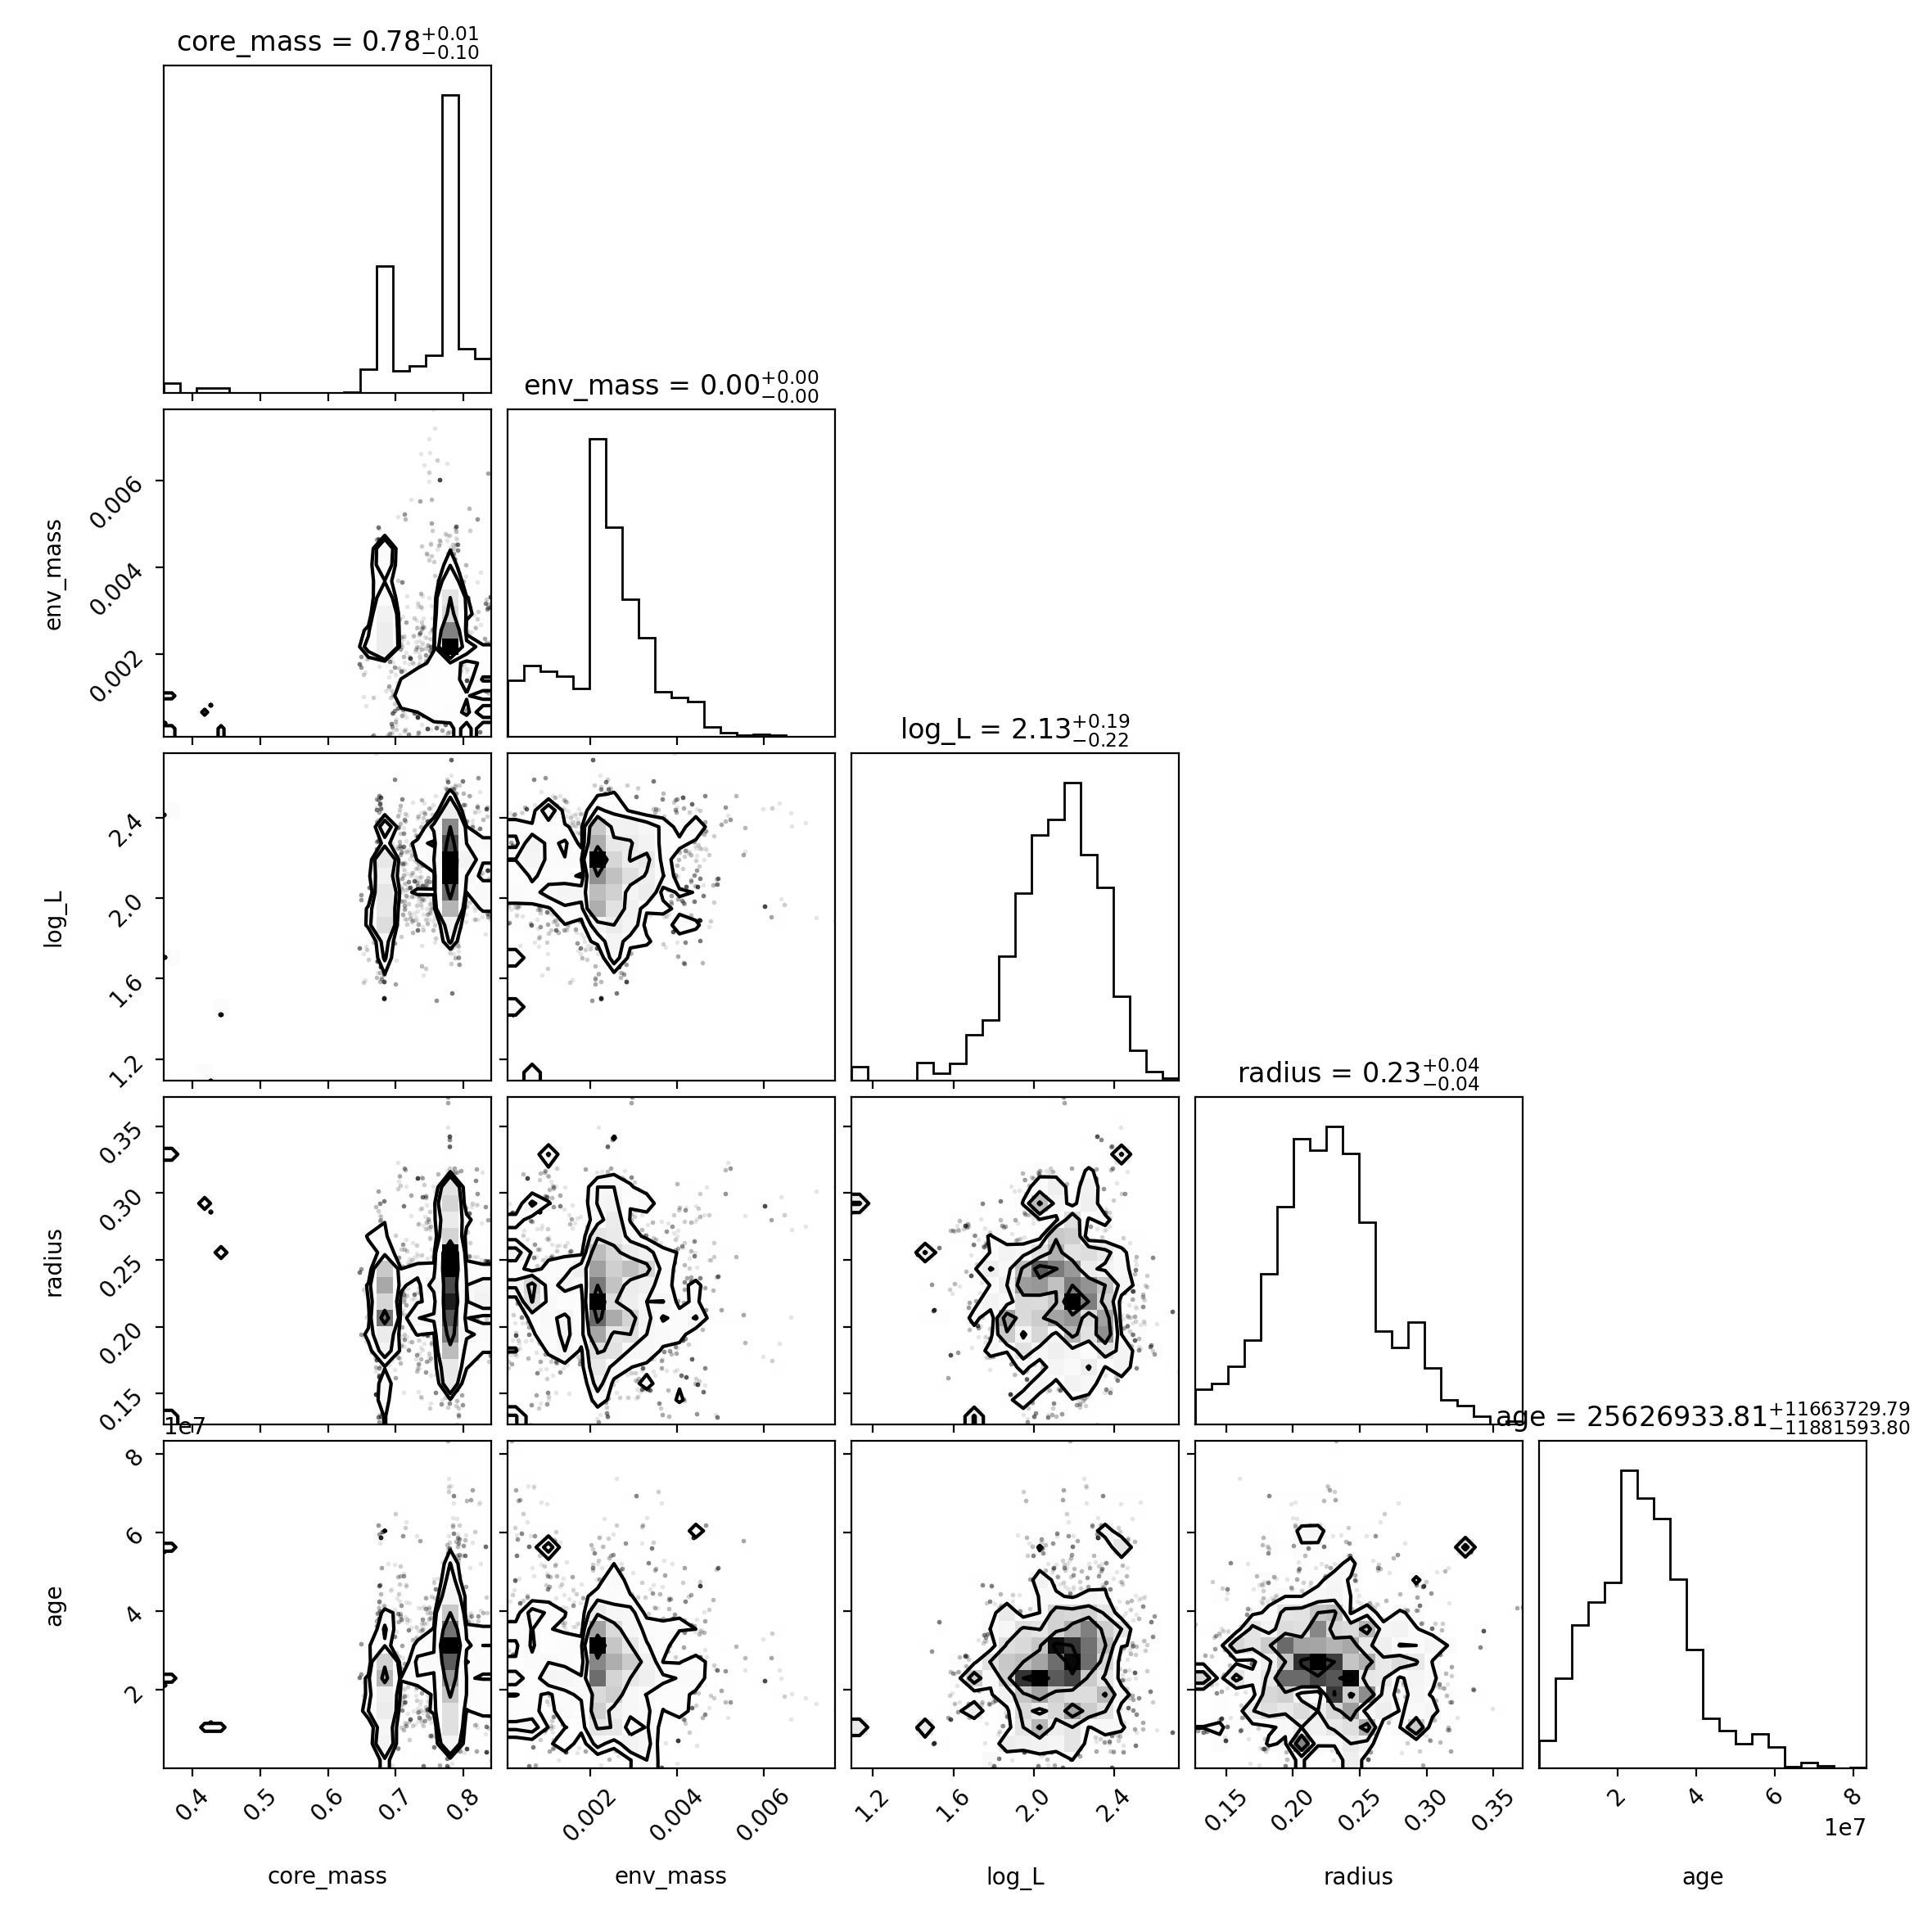 core_mass = 0.78+0.01−0.10
env_mass = 0.00+0.00−0.00
0.006
0.004
0.002
env_mass
log_L = 2.13+0.19−0.22
2.4
2.0
1.6
1.2
log_L
radius = 0.23+0.04−0.04
0.35
0.30
0.25
0.20
0.15
radius
1e7
age = 25626933.81+11663729.79−11881593.80
8
6
4
2
age
0.4 0.5 0.6 0.7 0.8 0.002 0.004 0.006 1.2 1.6 2.0 2.4 0.15 0.20 0.25 0.30 0.35 2 4 6 8
1e7
core_mass env_mass log_L radius age